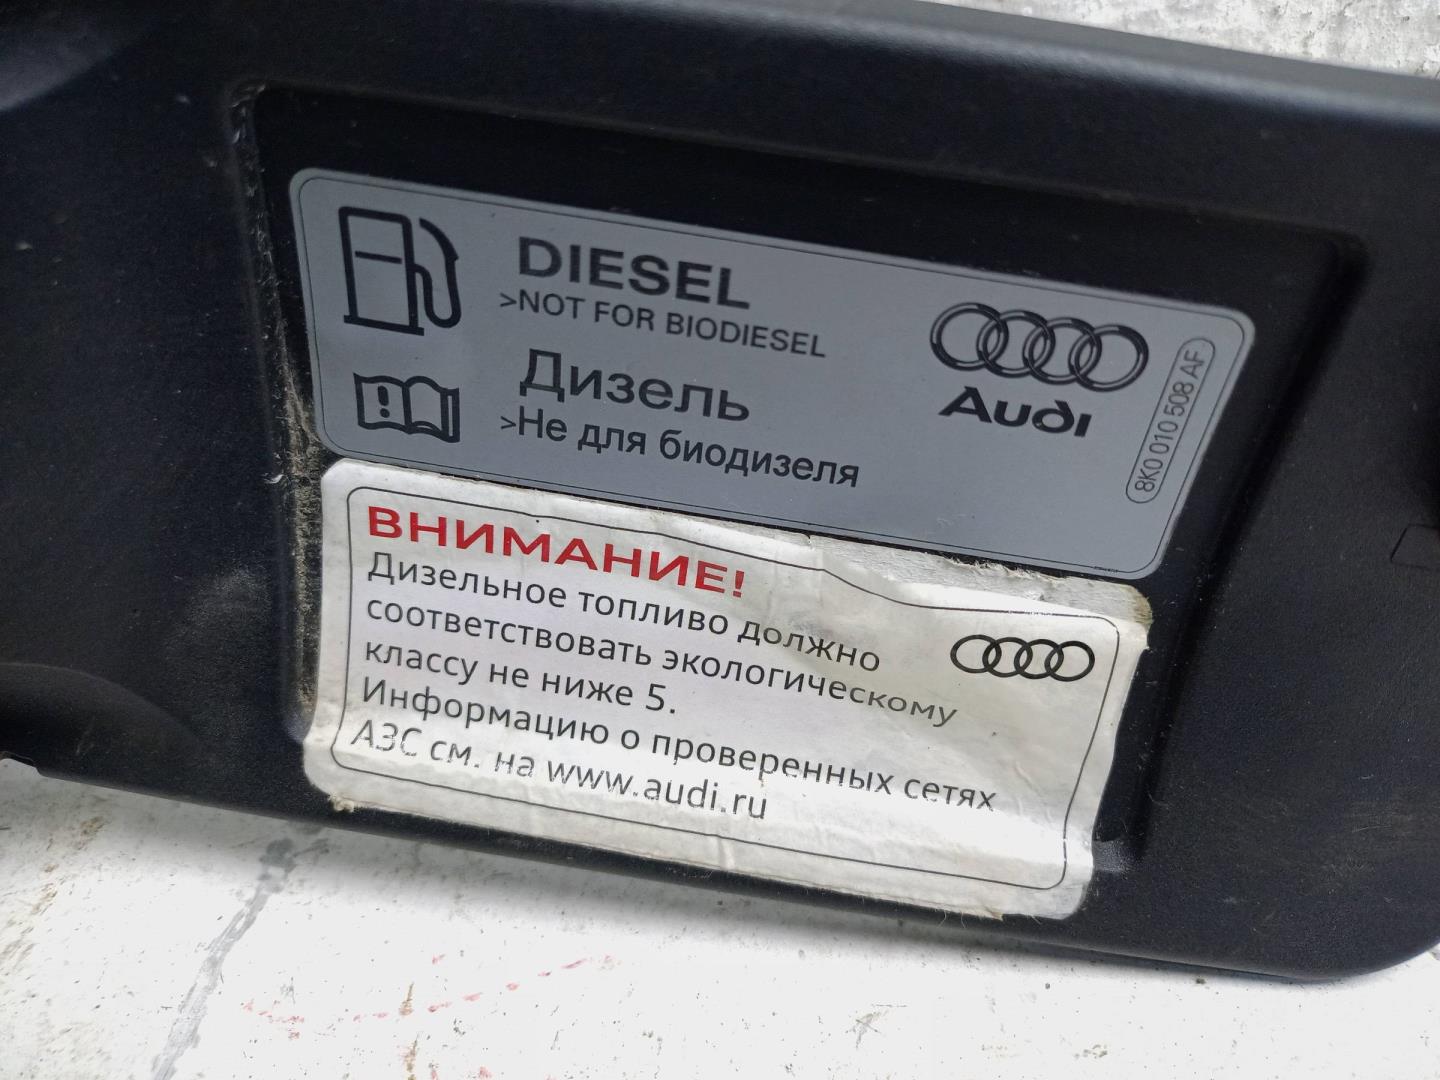 DIESEL
>NOT FOR BIODIESEL
Дизель
>Не для биодизеля
Audi
8K0 010 508 AF
ВНИМАНИЕ!
Дизельное топливо должно
соответствовать экологическому
классу не ниже 5.
Информацию о проверенных сетях
АЗС см. на www.audi.ru